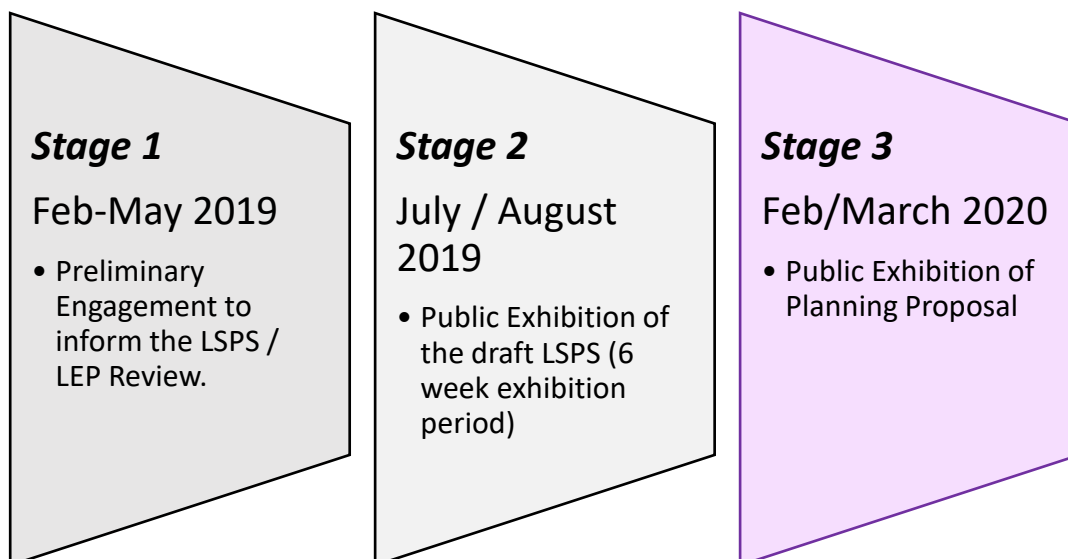 Stage 1
Feb-May 2019
• Preliminary
Engagement to
inform the LSPS /
LEP Review.
Stage 2
July / August
2019
• Public Exhibition of
the draft LSPS (6
week exhibition
period)
Stage 3
Feb/March 2020
• Public Exhibition of
Planning Proposal